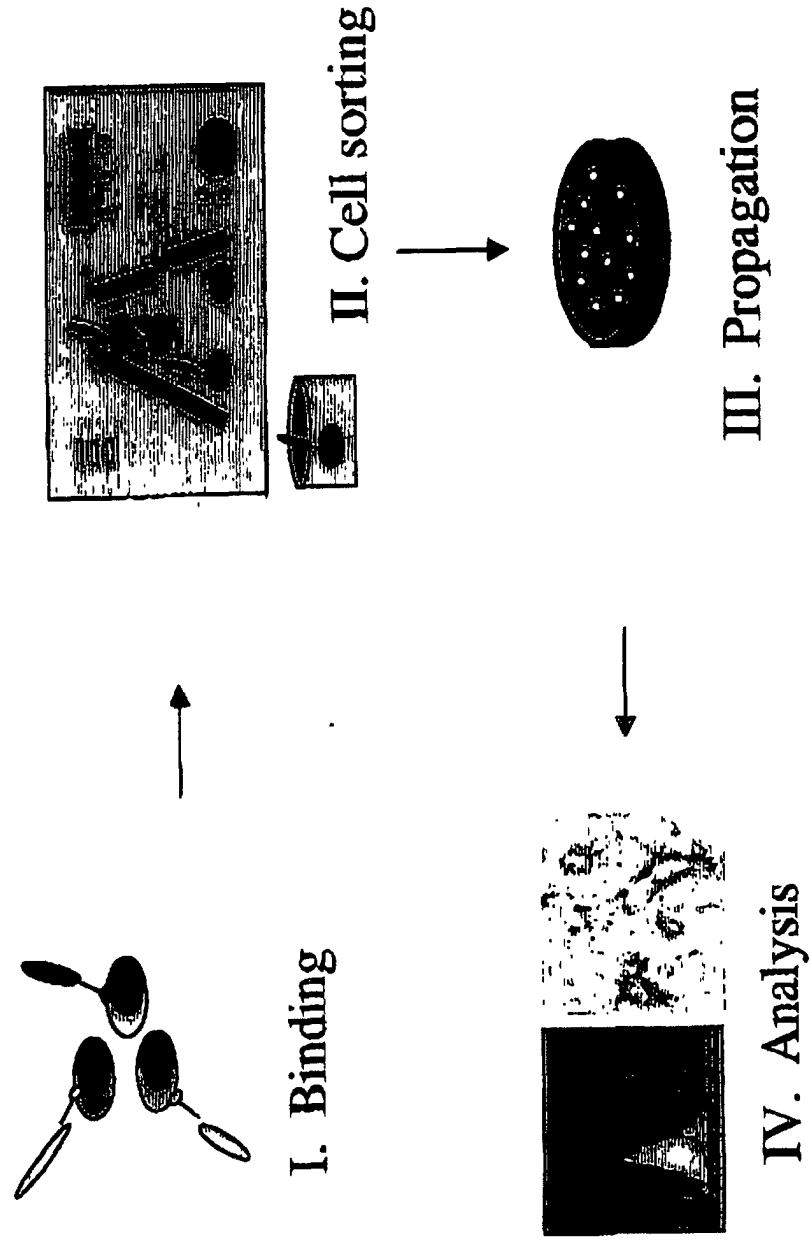 I. Binding
II. Cell sorting
III. Propagation
IV. Analysis